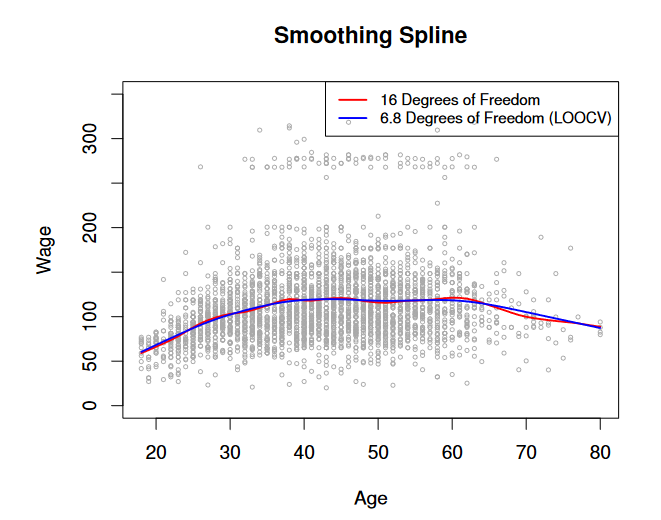 Smoothing Spline
16 Degrees of Freedom
6.8 Degrees of Freedom (LOOCV)
Wage
300
200
100
50
0
20 30 40 50 60 70 80
Age